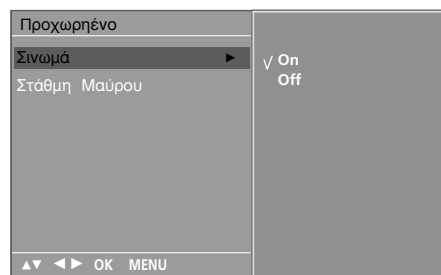 Προχωρηένο
Σινωμά ►
Στάθμη Μαύρου
√ On
Off
▲▼ ◄ ► OK MENU